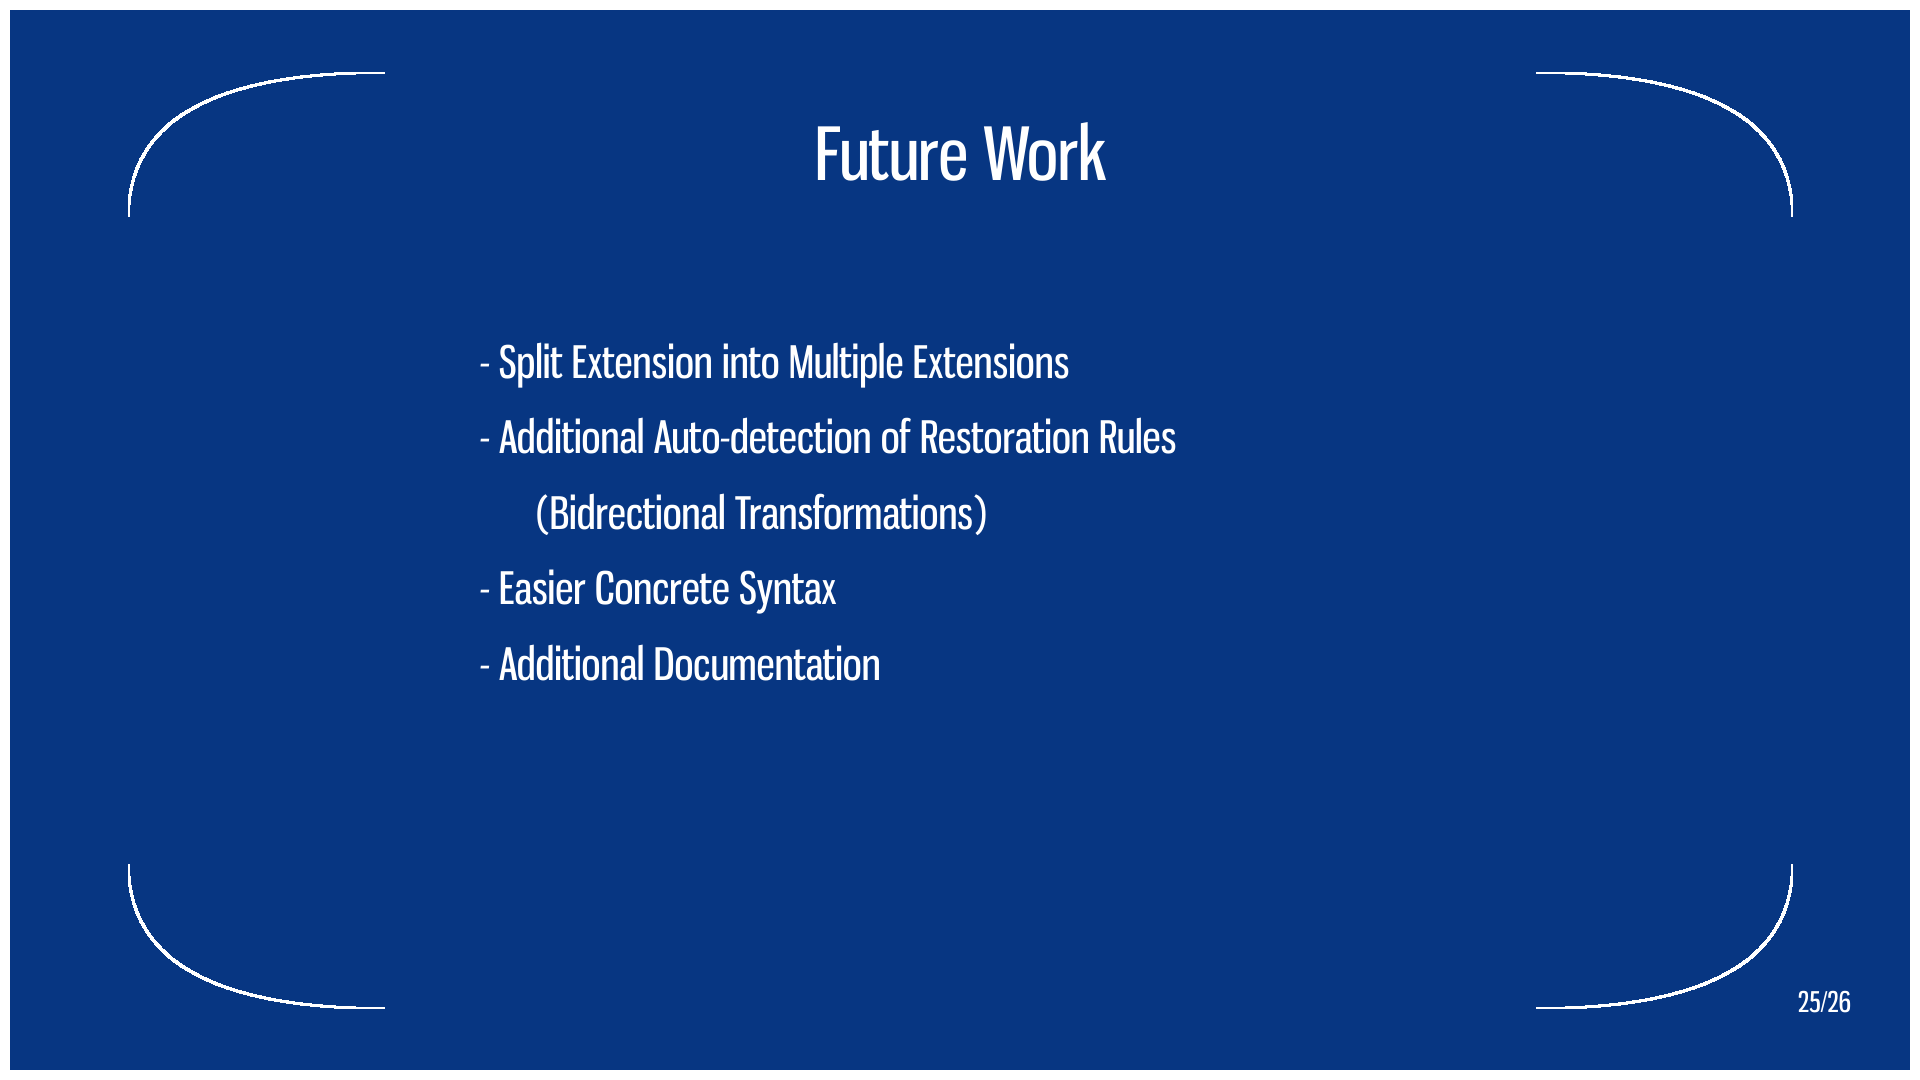 Future Work
- Split Extension into Multiple Extensions
- Additional Auto-detection of Restoration Rules
(Bidrectional Transformations)
- Easier Concrete Syntax
- Additional Documentation
25/26